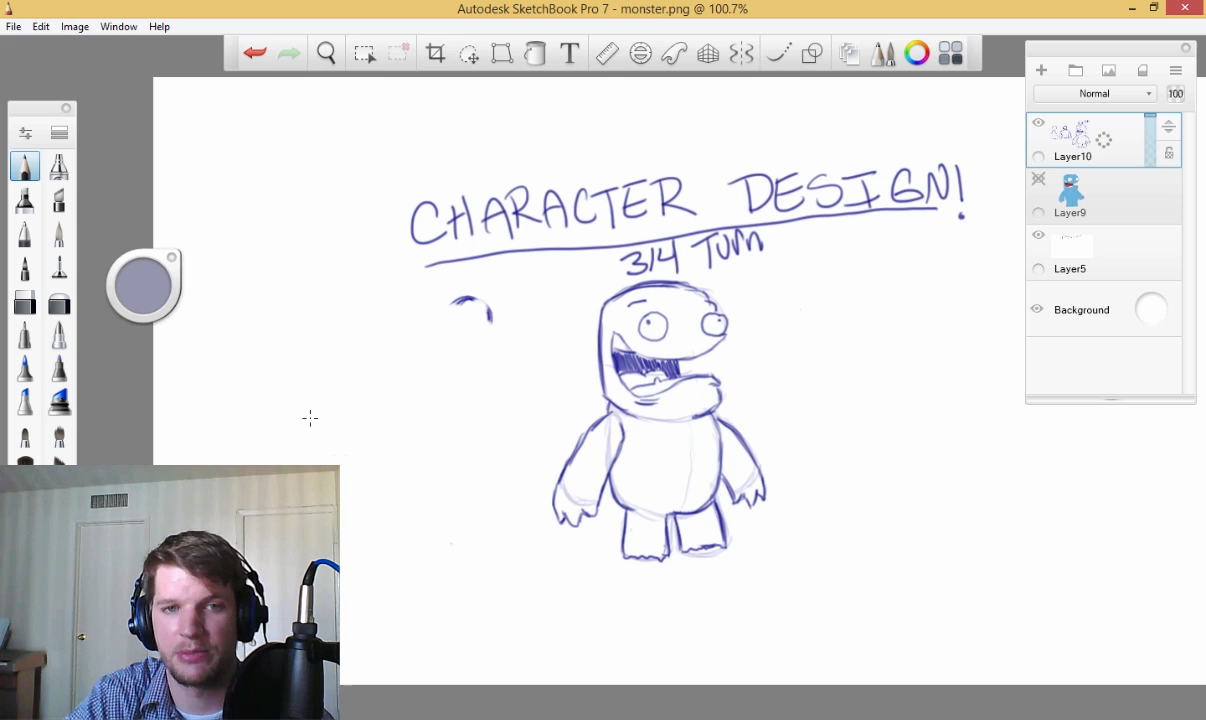 Autodesk SketchBook Pro 7 - monster.png @ 100.7%
File Edit Image Window Help
T
Normal 100
Layer10
Layer9
Layer5
Background
CHARACTER DESIGN!
3/4 Turn